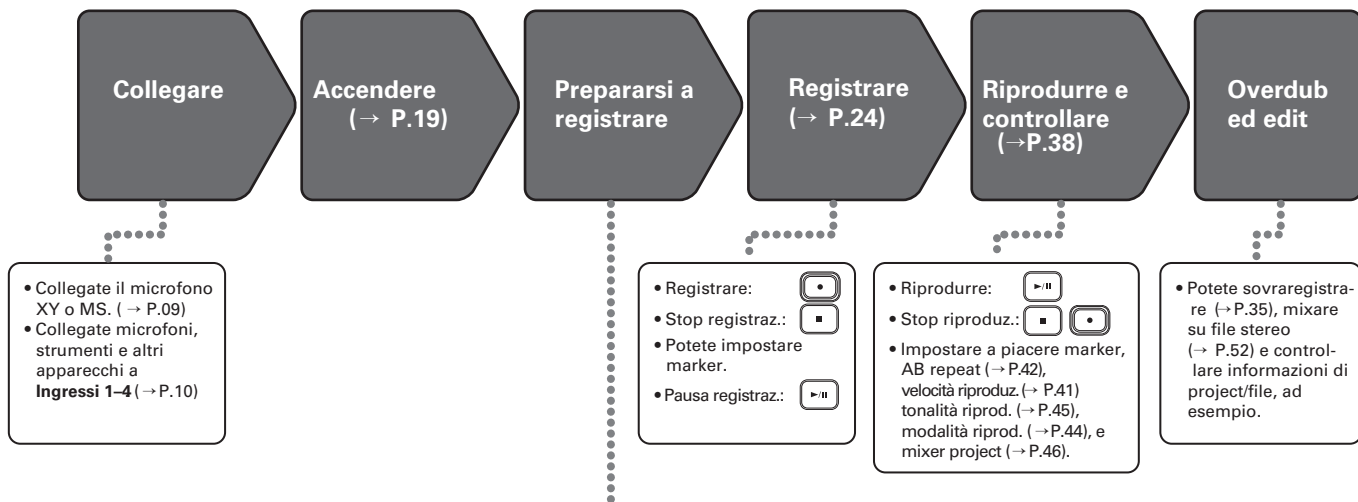 Collegare
Accendere
(→ P.19)
Prepararsi a
registrare
Registrare
(→ P.24)
Riprodurre e
controllare
(→P.38)
Overdub
ed edit
• Collegate il microfono
XY o MS. ( → P.09)
• Collegate microfoni,
strumenti e altri
apparecchi a
Ingressi 1–4 (→P.10)
• Registrare:
• Stop registraz.:
• Potete impostare
marker.
• Pausa registraz.:
• Riprodurre:
• Stop riproduz.:
• Impostare a piacere marker,
AB repeat (→P.42),
velocità riproduz.(→ P.41)
tonalità riprod. (→P.45),
modalità riprod. (→P.44), e
mixer project (→P.46).
• Potete sovraregistra-
re (→P.35), mixare
su file stereo
(→ P.52) e control-
lare informazioni di
project/file, ad
esempio.